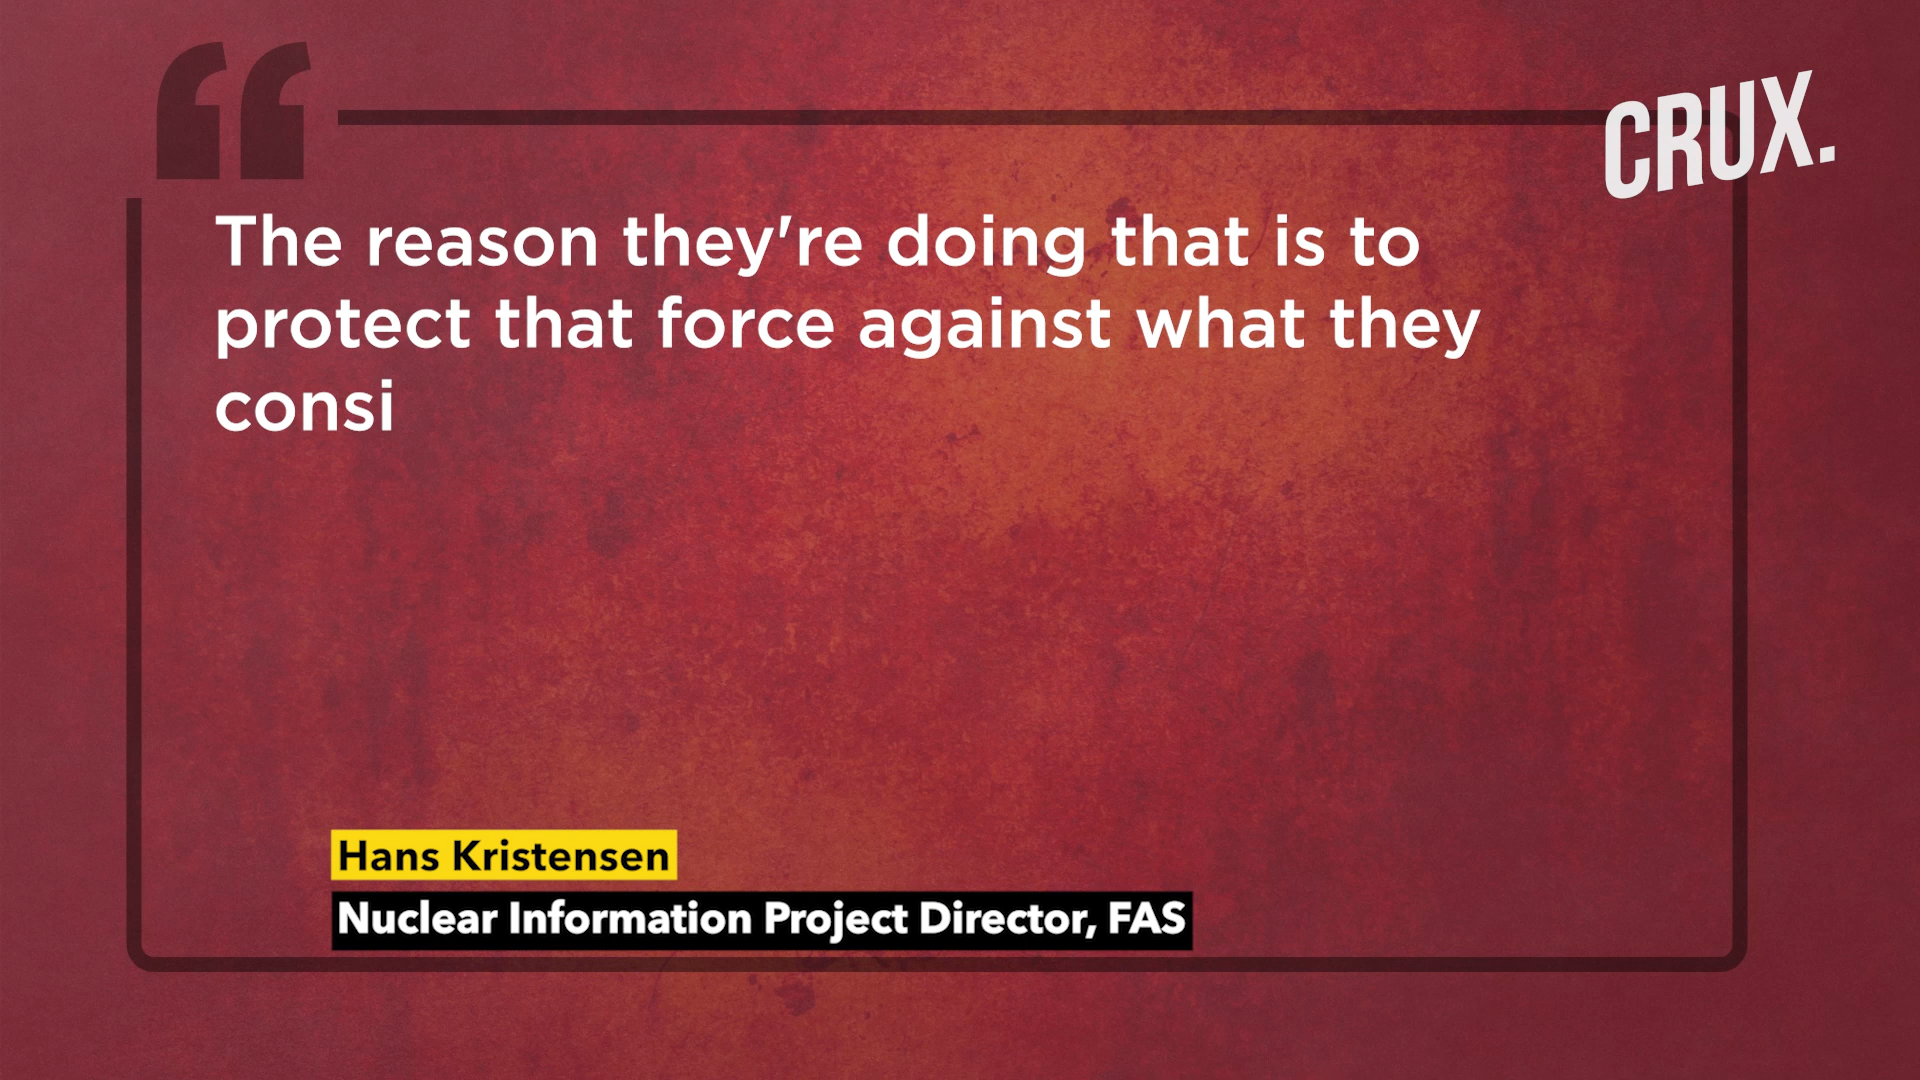 CRUX.
The reason they're doing that is to
protect that force against what they
consi
Hans Kristensen
Nuclear Information Project Director, FAS